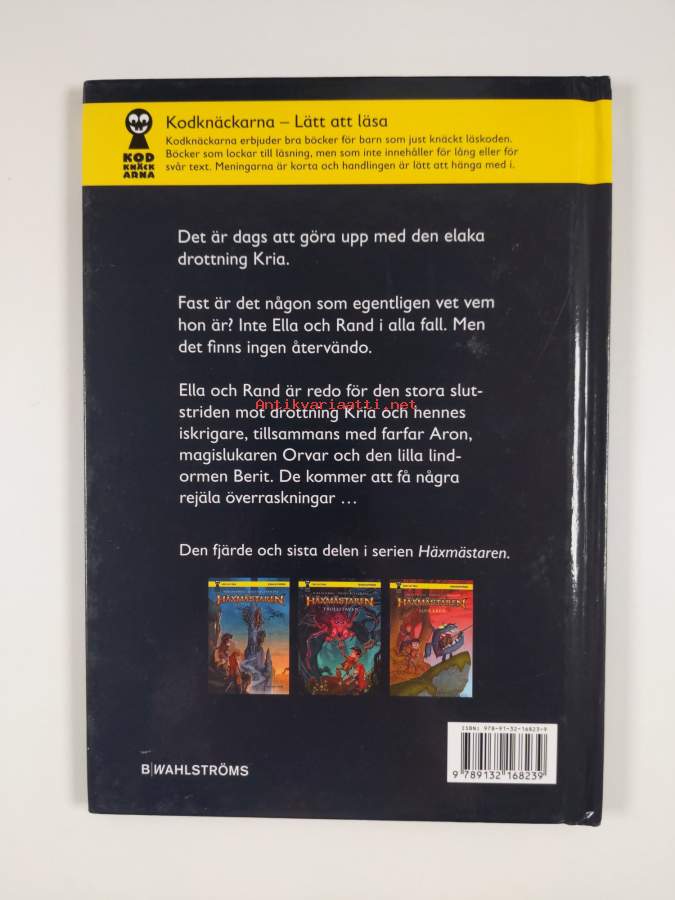 Kodknäckarna – Lätt att läsa
Kodknäckarna erbjuder bra böcker för barn som just knäckt läskoden.
Böcker som lockar till läsning, men som inte innehåller för lång eller för
svår text. Meningarna är korta och handlingen är lätt att hänga med i.
KOD
KNÄCK
ARNA
Det är dags att göra upp med den elaka
drottning Kria.
Fast är det någon som egentligen vet vem
hon är? Inte Ella och Rand i alla fall. Men
det finns ingen återvändo.
Ella och Rand är redo för den stora slut-
striden mot drottning Kria och hennes
Antikvariaatti.net
iskrigare, tillsammans med farfar Aron,
magislukaren Orvar och den lilla lind-
ormen Berit. De kommer att få några
rejäla överraskningar …
Den fjärde och sista delen i serien Häxmästaren.
HÄXMÄSTAREN
HÄXMÄSTAREN
HÄXMÄSTAREN
ISBN: 978-91-32-16823-9
9 789132 168239
B WAHLSTRÖMS